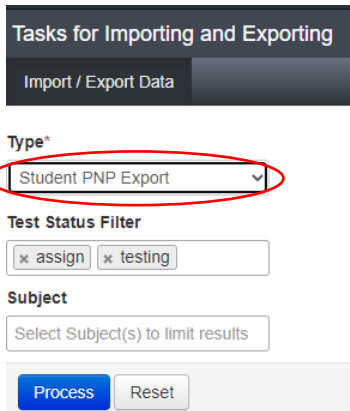 Tasks for Importing and Exporting
Import / Export Data
Type*
Student PNP Export
Test Status Filter
× assign × testing
Subject
Select Subject(s) to limit results
Process Reset